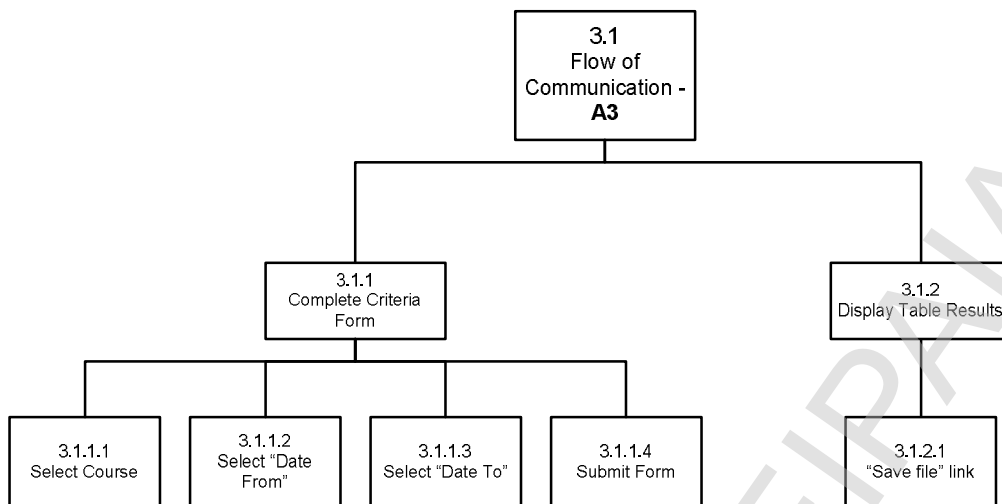 3.1
Flow of
Communication -
A3
3.1.1
Complete Criteria
Form
3.1.2
Display Table Results
3.1.1.1
Select Course
3.1.1.2
Select “Date
From”
3.1.1.3
Select “Date To”
3.1.1.4
Submit Form
3.1.2.1
“Save file” link